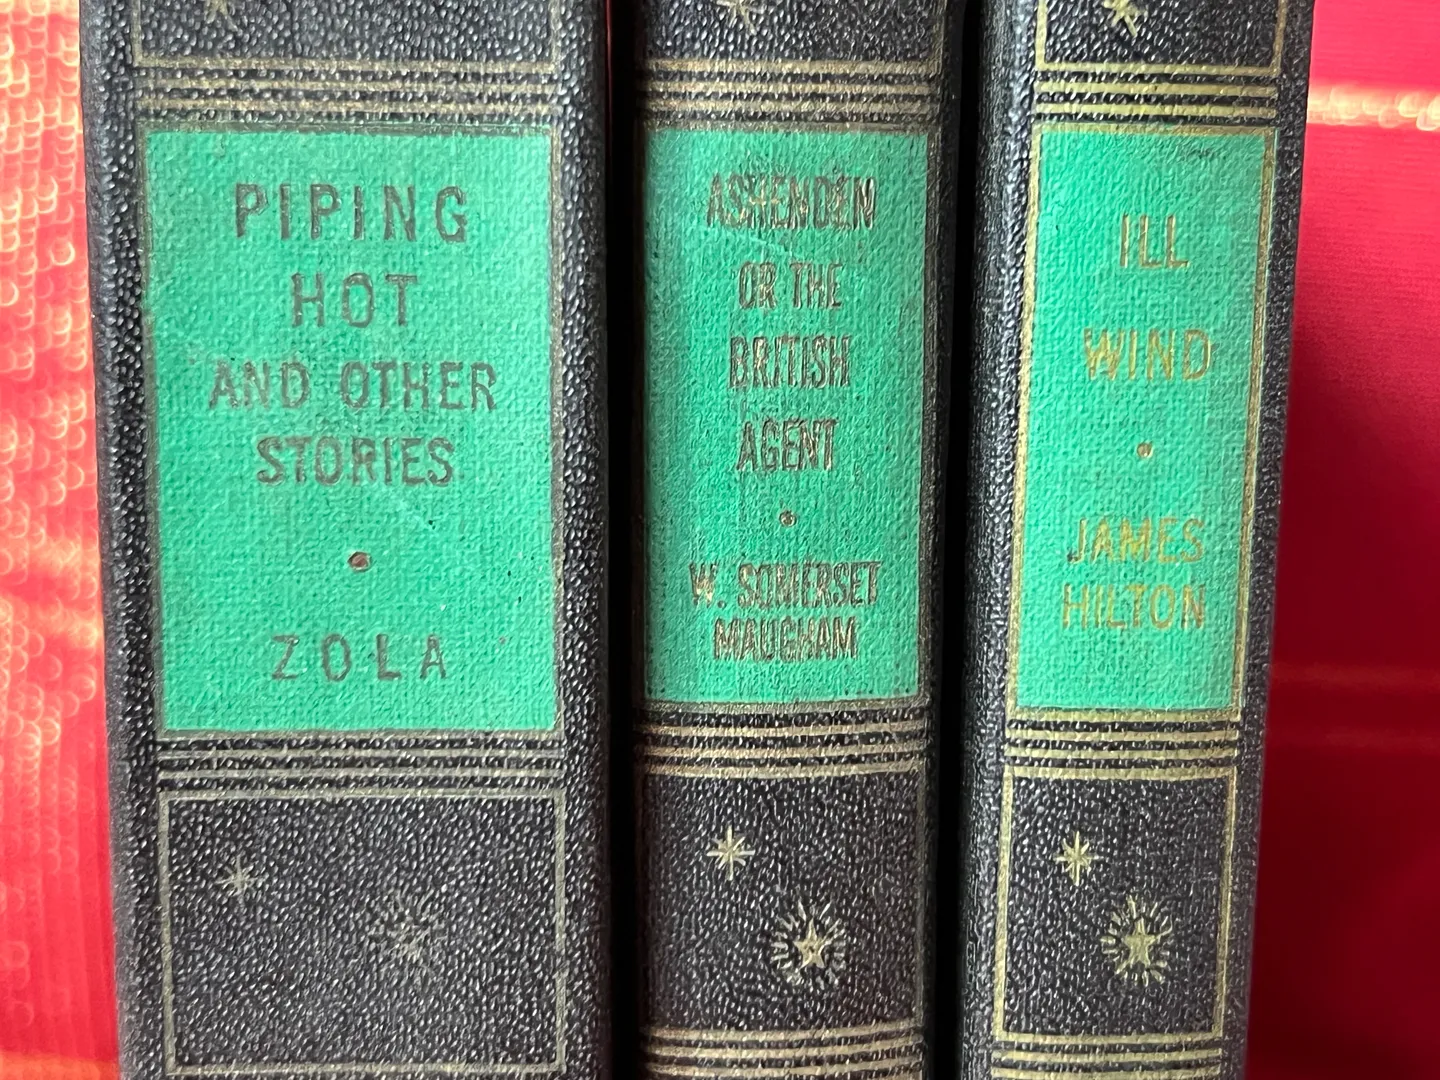 PIPING
HOT
AND OTHER
STORIES
ZOLA
ASHENDEN
OR THE
BRITISH
AGENT
W. SOMERSET
MAUGHAM
ILL
WIND
JAMES
HILTON